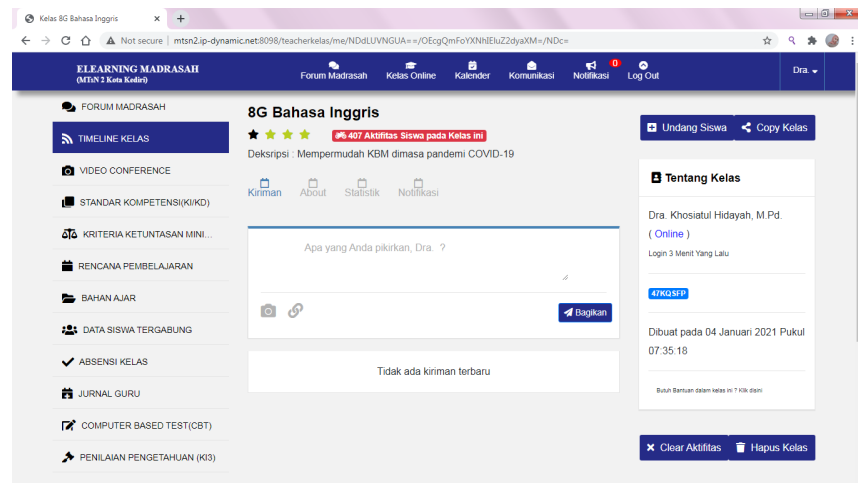 Kelas 8G Bahasa Inggris
Not secure | mtsn2.ip-dynamic.net:8098/teacherkelas/me/NDdLUVNGUA==/OEcgQmFoYXNhIEluZ2dyaXM=/NDc=
ELEARNING MADRASAH
(MTsN 2 Kota Kediri)
Forum Madrasah Kelas Online Kalender Komunikasi Notifikasi 0 Log Out Dra.
FORUM MADRASAH
TIMELINE KELAS
VIDEO CONFERENCE
STANDAR KOMPETENSI(KI/KD)
KRITERIA KETUNTASAN MINI...
RENCANA PEMBELAJARAN
BAHAN AJAR
DATA SISWA TERGABUNG
ABSENSI KELAS
JURNAL GURU
COMPUTER BASED TEST(CBT)
PENILAIAN PENGETAHUAN (KI3)
8G Bahasa Inggris
407 Aktifitas Siswa pada Kelas ini
Deksripsi : Mempermudah KBM dimasa pandemi COVID-19
Kiriman About Statistik Notifikasi
Apa yang Anda pikirkan, Dra. ?
Bagikan
Tidak ada kiriman terbaru
Undang Siswa Copy Kelas
Tentang Kelas
Dra. Khosiatul Hidayah, M.Pd.
( Online )
Login 3 Menit Yang Lalu
47KQSFP
Dibuat pada 04 Januari 2021 Pukul
07:35:18
Butuh Bantuan dalam kelas ini ? Klik disini
Clear Aktifitas Hapus Kelas